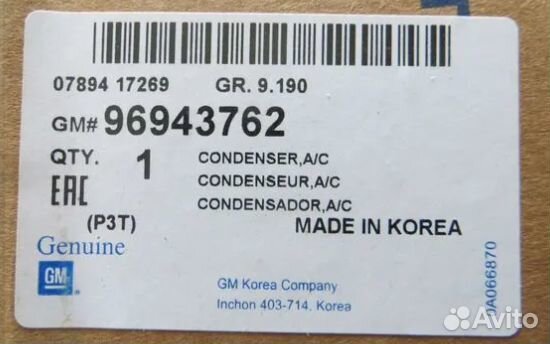 07894 17269 GR. 9.190
GM# 96943762
QTY. 1 CONDENSER,A/C
CONDENSEUR,A/C
CONDENSADOR,A/C
EAC
(P3T)
MADE IN KOREA
Genuine
GM
GM Korea Company
Inchon 403-714, Korea
A066870
Avito